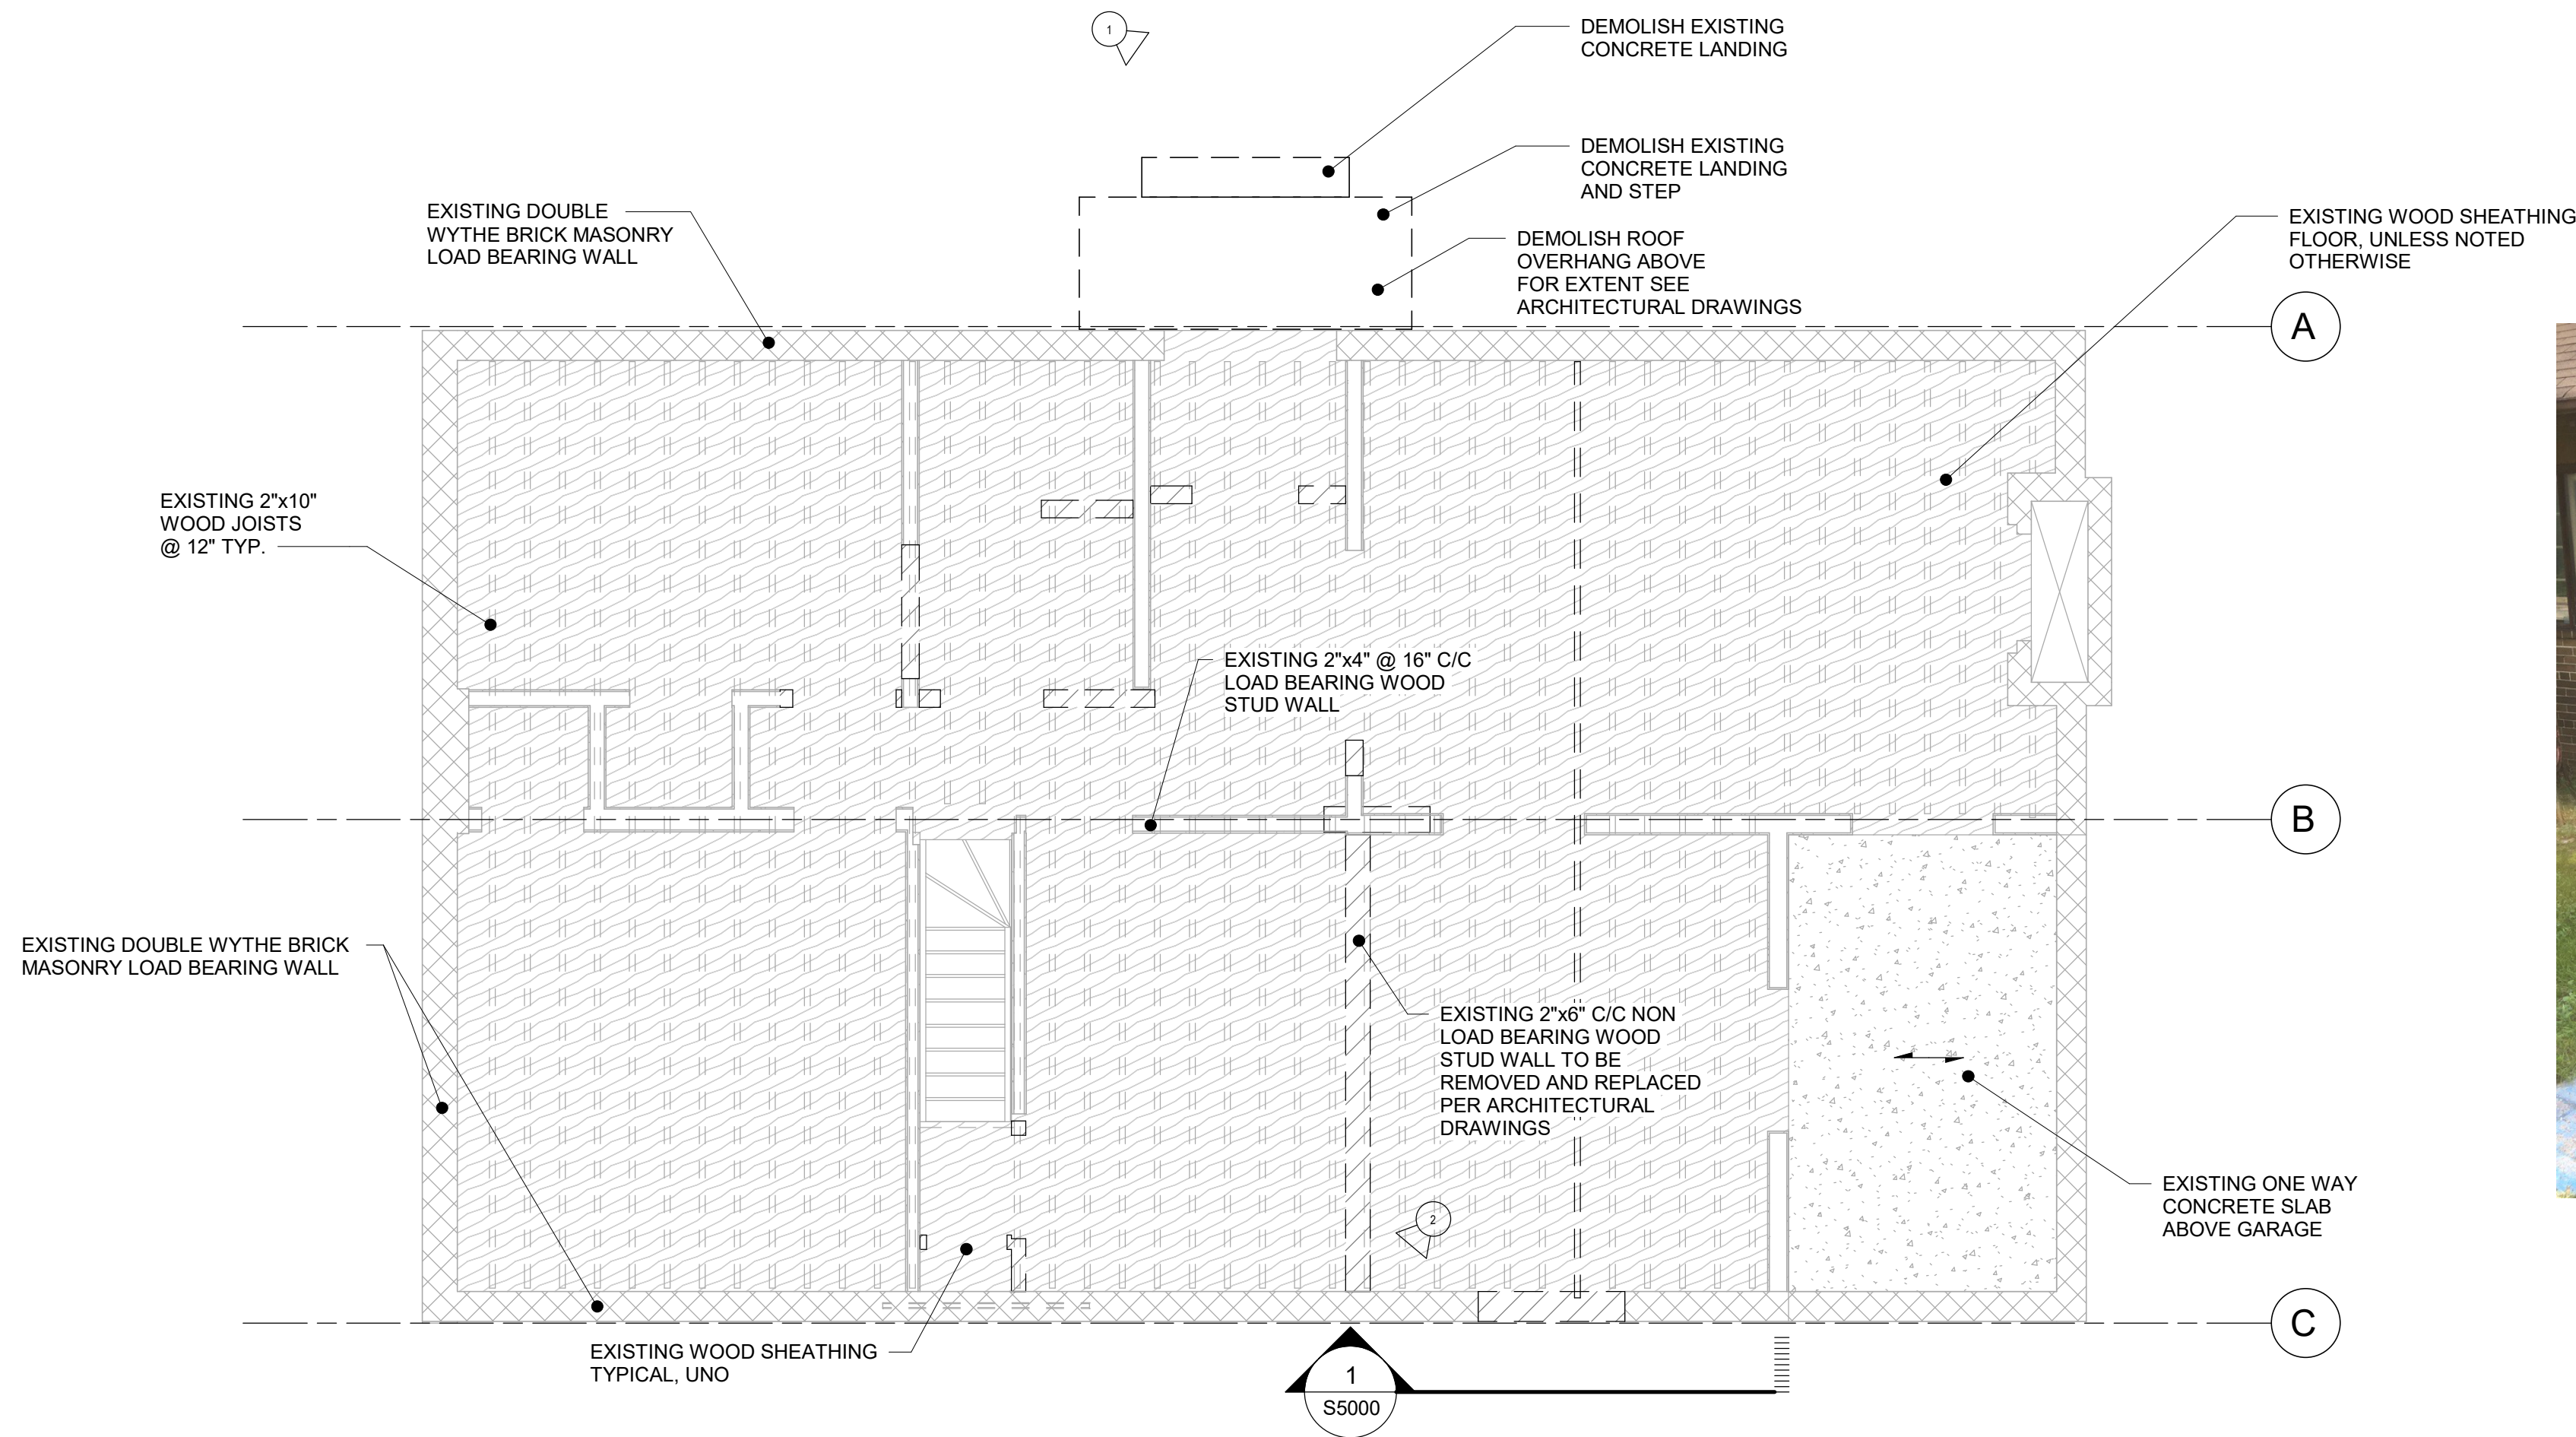 1
DEMOLISH EXISTING
CONCRETE LANDING
DEMOLISH EXISTING
CONCRETE LANDING
AND STEP
EXISTING DOUBLE
WYTHE BRICK MASONRY
LOAD BEARING WALL
DEMOLISH ROOF
OVERHANG ABOVE
FOR EXTENT SEE
ARCHITECTURAL DRAWINGS
EXISTING WOOD SHEATHING
FLOOR, UNLESS NOTED
OTHERWISE
A
EXISTING 2"x10"
WOOD JOISTS
@ 12" TYP.
EXISTING 2"x4" @ 16" C/C
LOAD BEARING WOOD
STUD WALL
B
EXISTING DOUBLE WYTHE BRICK
MASONRY LOAD BEARING WALL
EXISTING 2"x6" C/C NON
LOAD BEARING WOOD
STUD WALL TO BE
REMOVED AND REPLACED
PER ARCHITECTURAL
DRAWINGS
EXISTING ONE WAY
CONCRETE SLAB
ABOVE GARAGE
2
C
EXISTING WOOD SHEATHING
TYPICAL, UNO
1
S5000